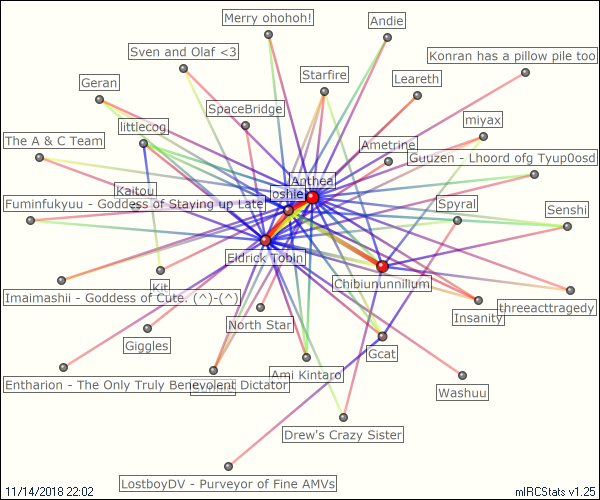 Merry ohohoh!
Andie
Sven and Olaf <3
Konran has a pillow pile too
Starfire
Leareth
Geran
SpaceBridge
littlecog
miyax
The A & C Team
Ametrine
Guuzen - Lhoord ofg Tyup0osd
Anthea
Kaitou
oshie
Fuminfukyuu - Goddess of Staying up Late
Spyral
Senshi
Eldrick Tobin
Kit
Chibiununnilium
Imaimashii - Goddess of Cute. (^)-(^)
threeacttragedy
Insanity
North Star
Giggles
Gcat
Ami Kintaro
Entharion - The Only Truly Benevolent Dictator
Washuu
Drew's Crazy Sister
LostboyDV - Purveyor of Fine AMVs
11/14/2018 22:02
mIRCStats v1.25